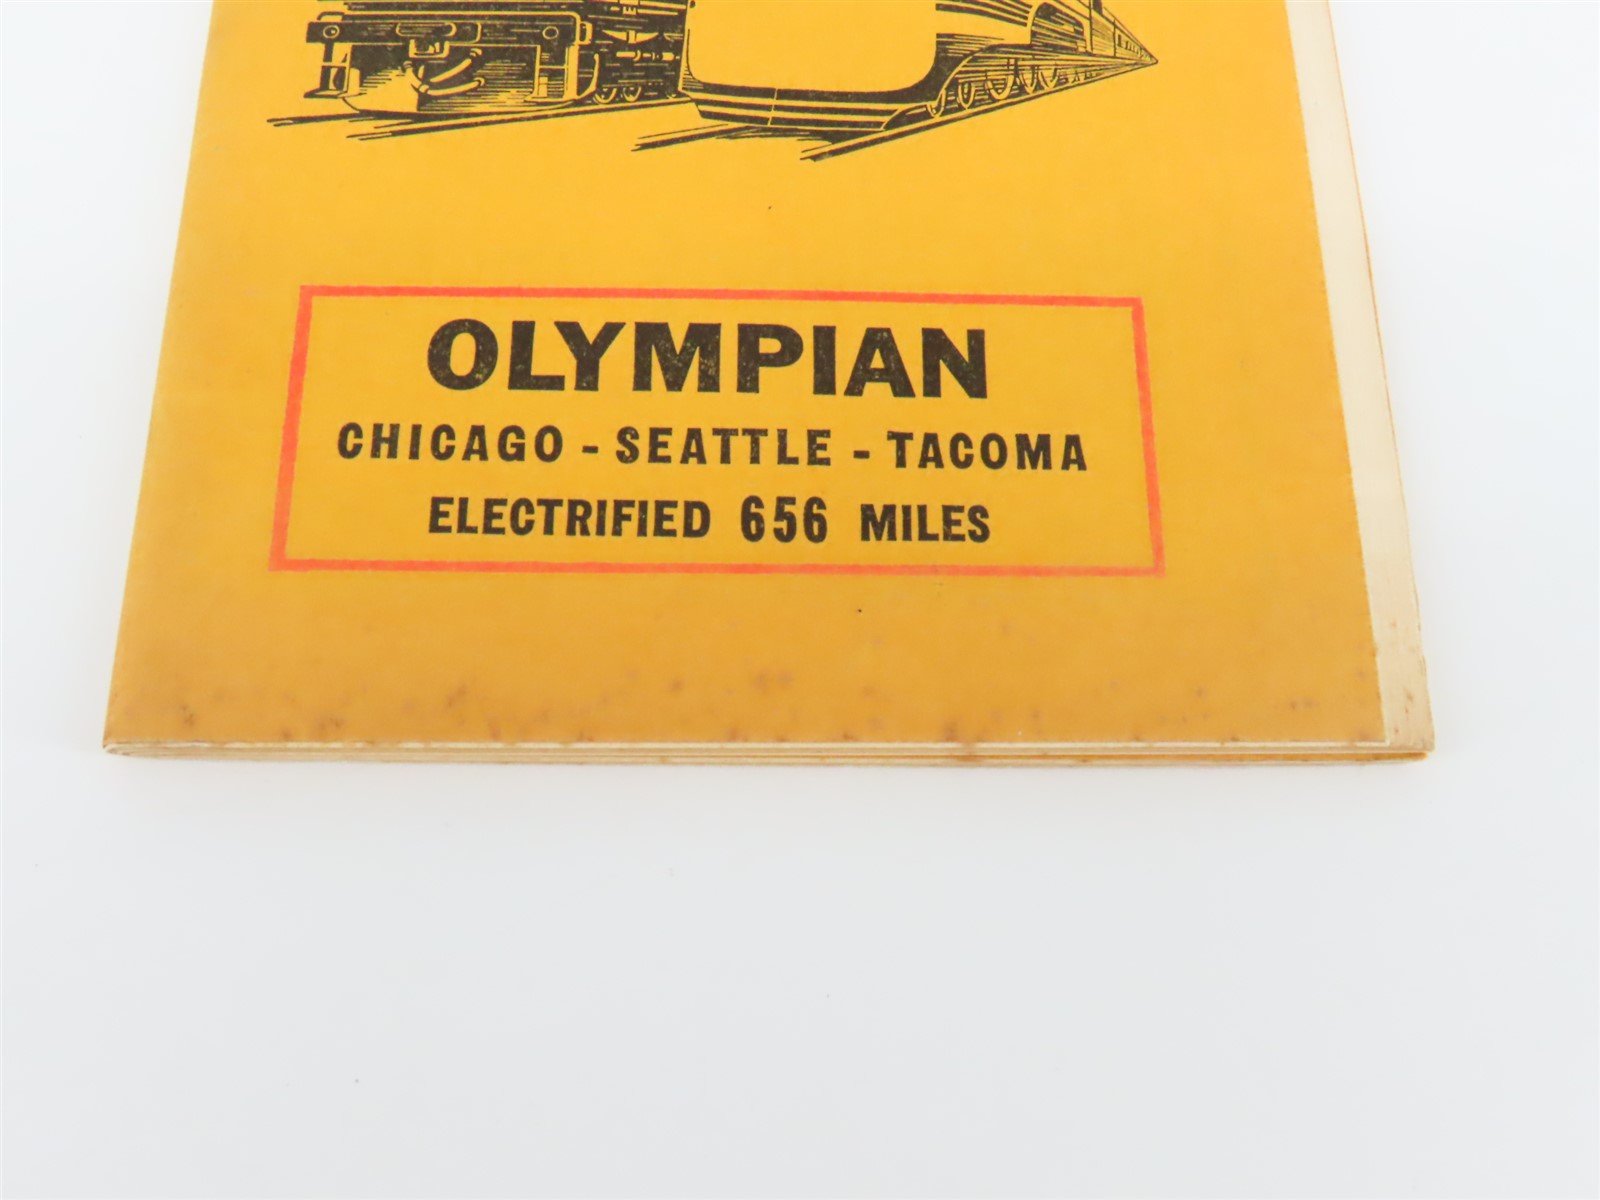 OLYMPIAN
CHICAGO - SEATTLE - TACOMA
ELECTRIFIED 656 MILES